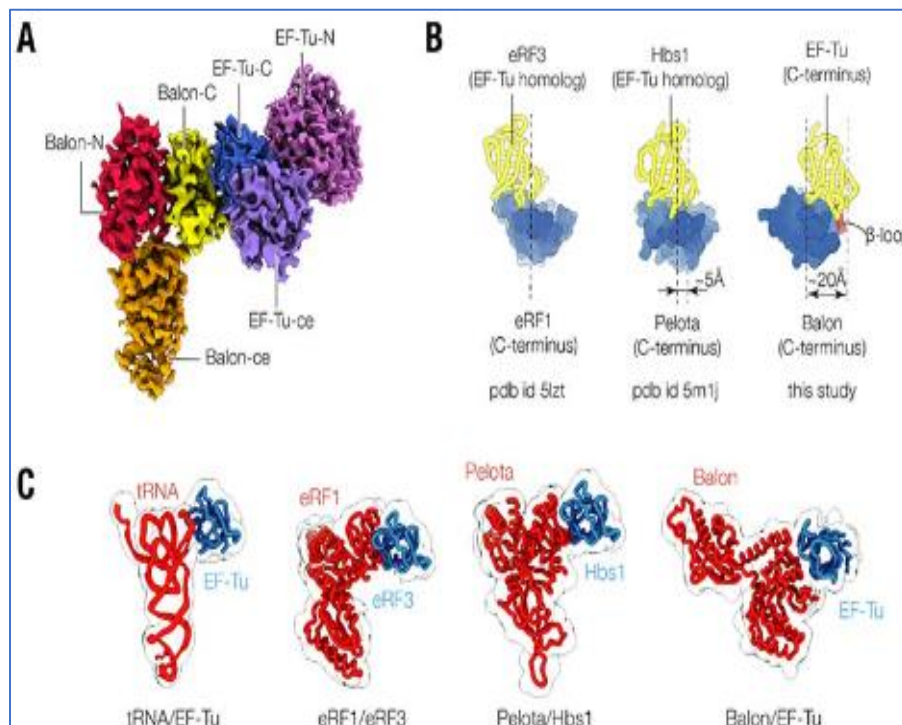 A
EF-Tu-N
EF-Tu-C
Balon-C
Balon-N
EF-Tu-ce
Balon-ce
B
eRF3
(EF-Tu homolog)
Hbs1
(EF-Tu homolog)
EF-Tu
(C-terminus)
β-loop
~5Å
~20Å
eRF1
(C-terminus)
Pelota
(C-terminus)
Balon
(C-terminus)
pdb id 5lzt
pdb id 5m1j
this study
C
tRNA
EF-Tu
eRF1
eRF3
Pelota
Hbs1
Balon
EF-Tu
tRNA/EF-Tu
eRF1/eRF3
Pelota/Hbs1
Balon/EF-Tu